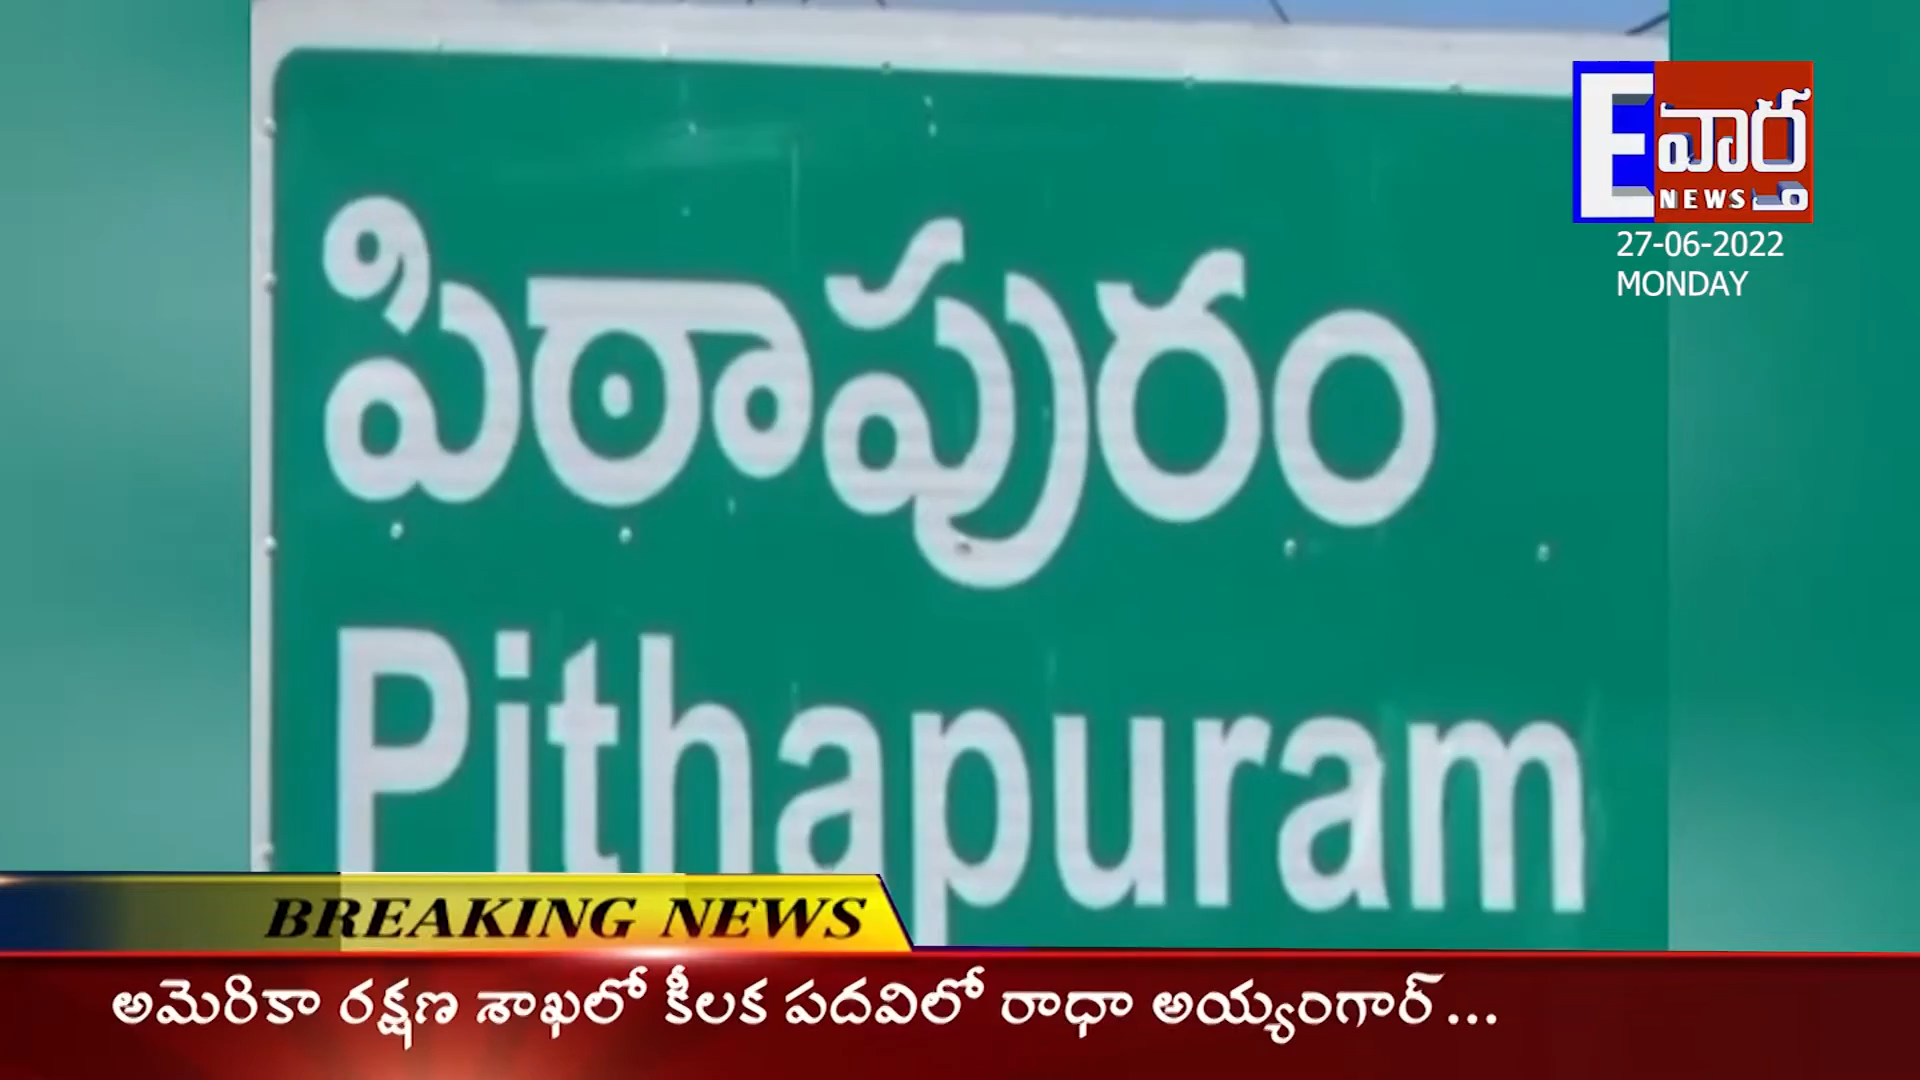 E వార్త
NEWS
27-06-2022
MONDAY
పిఠాపురం
Pithapuram
BREAKING NEWS
అమెరికా రక్షణ శాఖలో కీలక పదవిలో రాధా అయ్యంగార్...